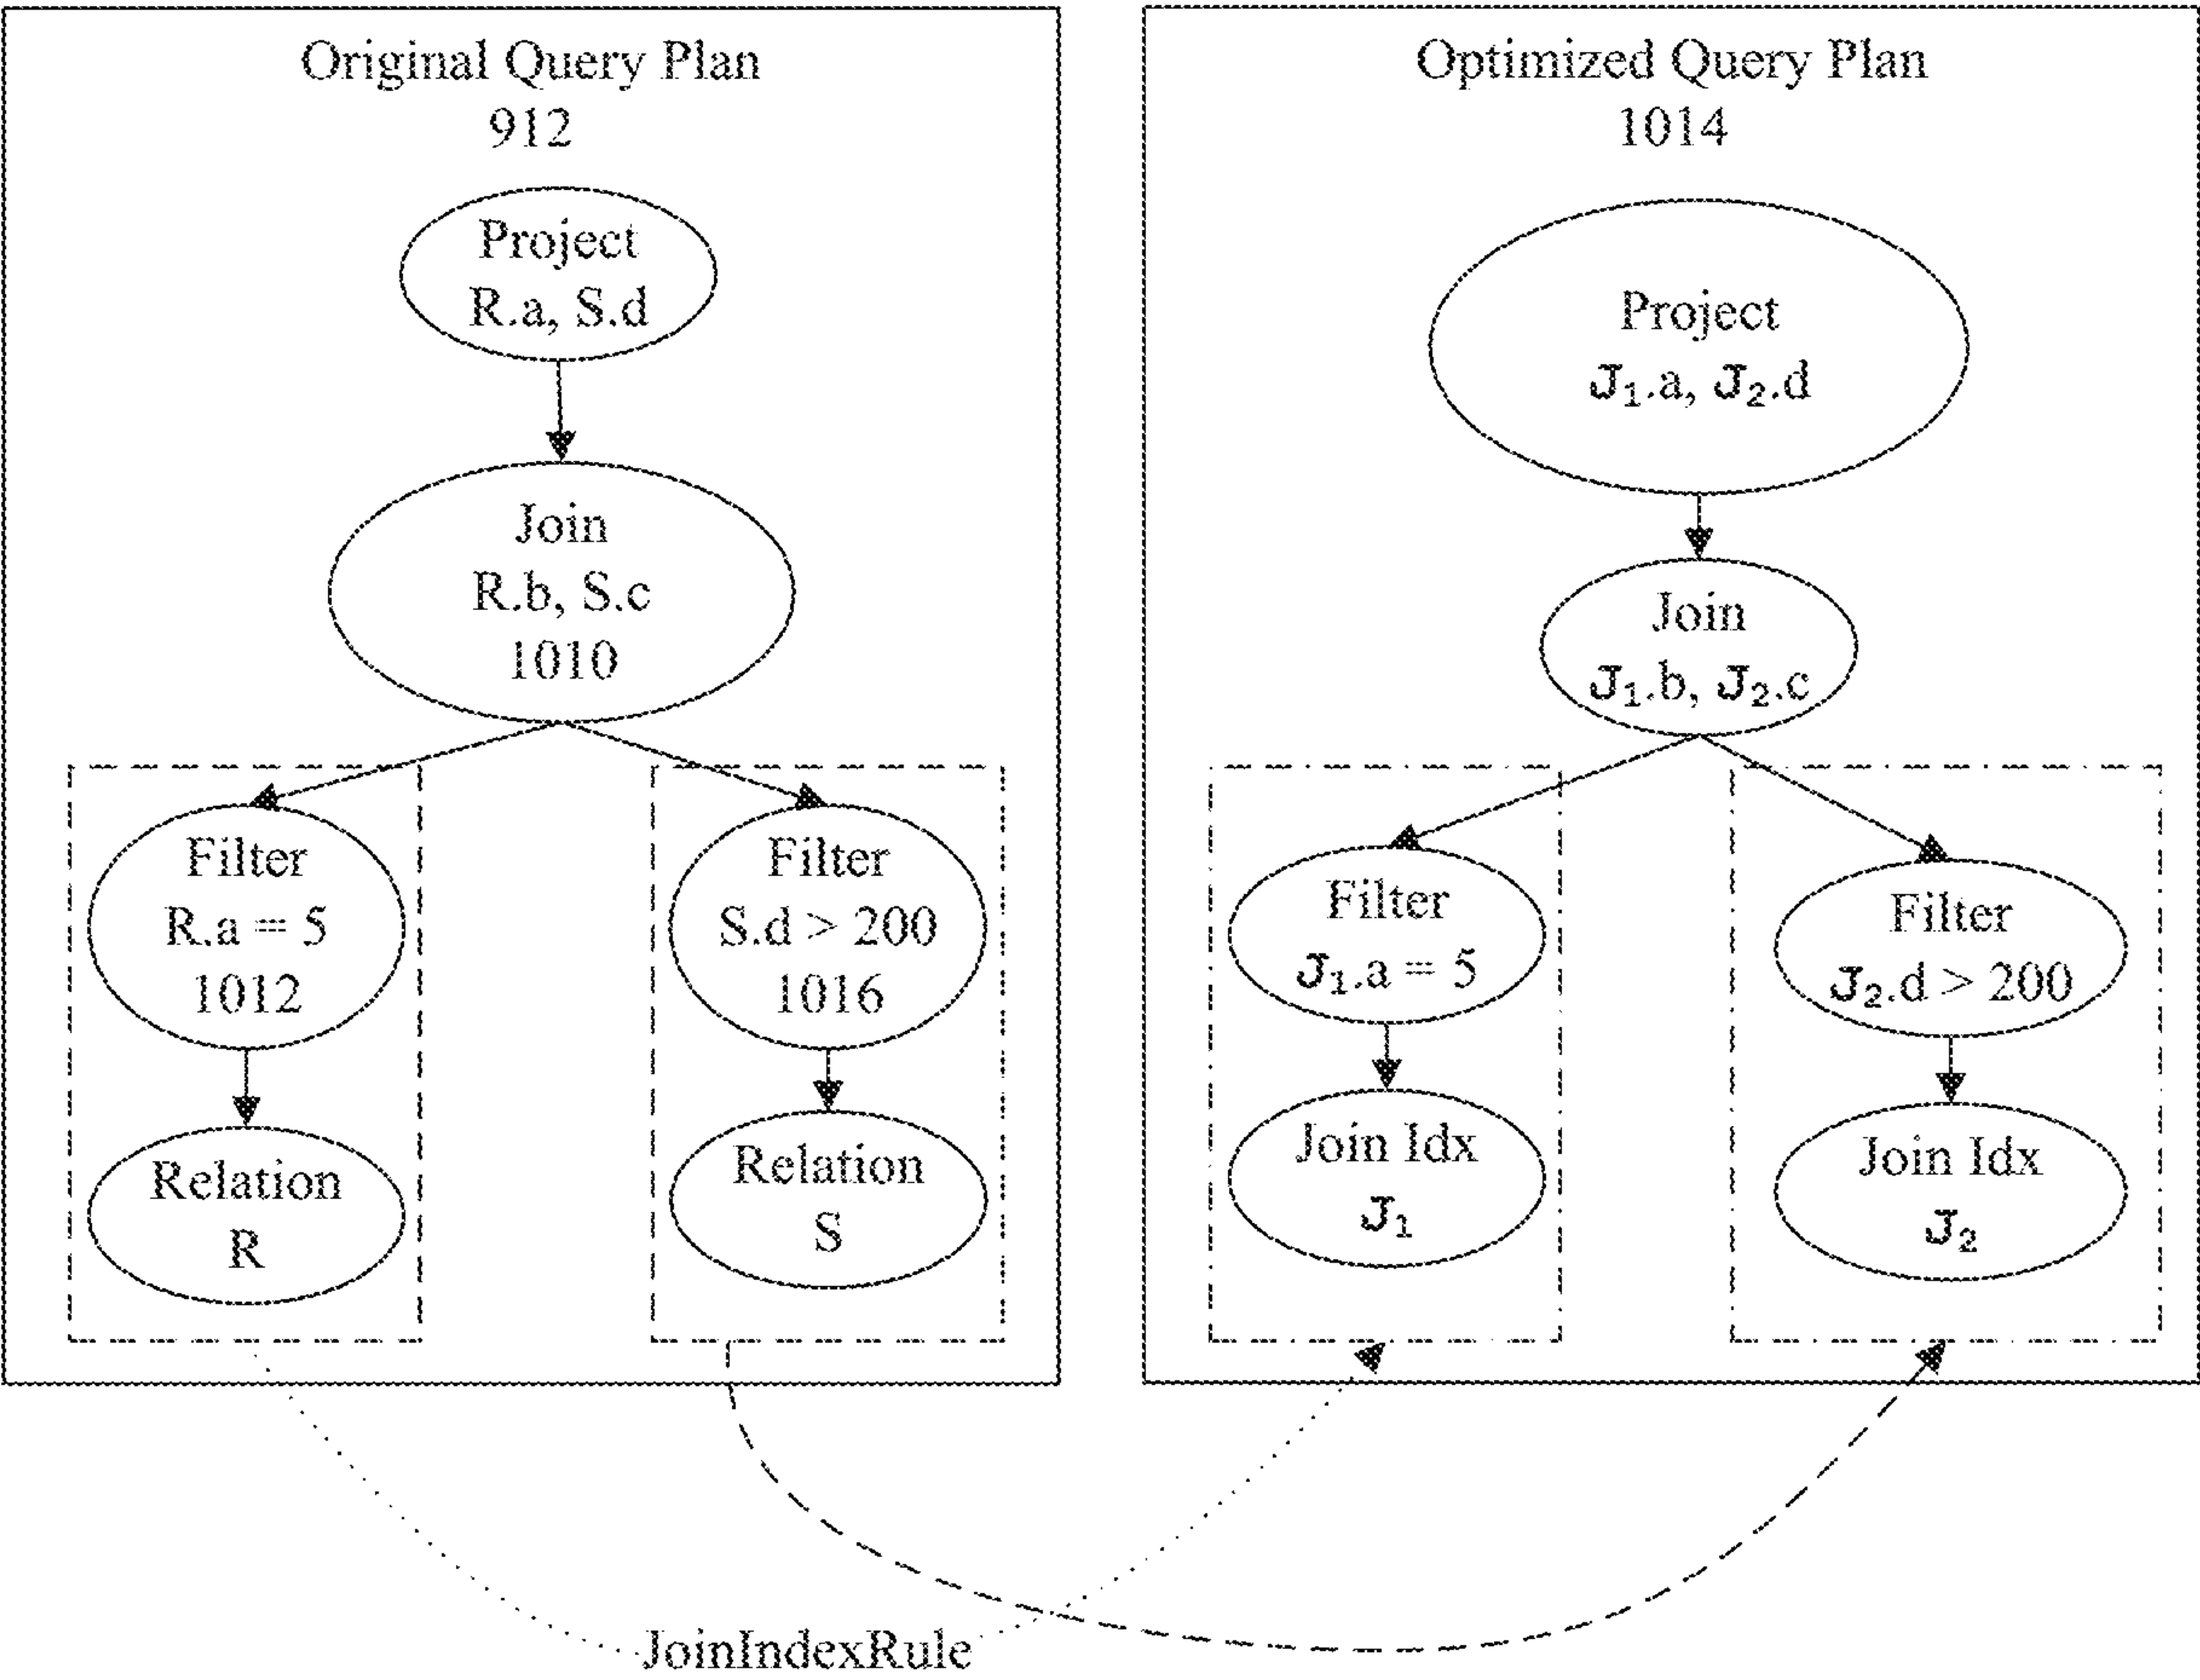 Original Query Plan
912
Project
R.a, S.d
Join
R.b, S.c
1010
Filter
R.a = 5
1012
Relation
R
Filter
S.d > 200
1016
Relation
S
Optimized Query Plan
1014
Project
J₁.a, J₂.d
Join
J₁.b, J₂.c
Filter
J₁.a = 5
Join Idx
J₁
Filter
J₂.d > 200
Join Idx
J₂
JoinIndexRule